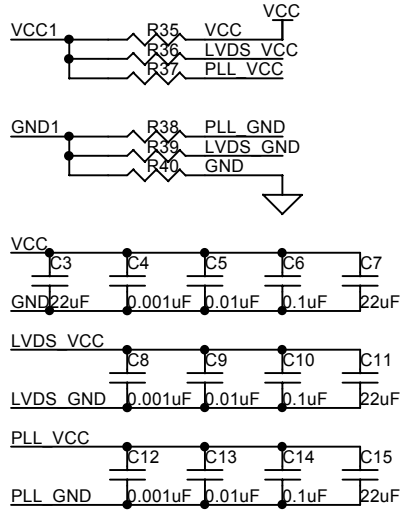 VCC
VCC1 R35 VCC
R36 LVDS_VCC
R37 PLL_VCC
GND1 R38 PLL_GND
R39 LVDS_GND
R40 GND
VCC
C3 C4 C5 C6 C7
GND 22uF 0.001uF 0.01uF 0.1uF 22uF
LVDS_VCC
C8 C9 C10 C11
LVDS_GND 0.001uF 0.01uF 0.1uF 22uF
PLL_VCC
C12 C13 C14 C15
PLL_GND 0.001uF 0.01uF 0.1uF 22uF